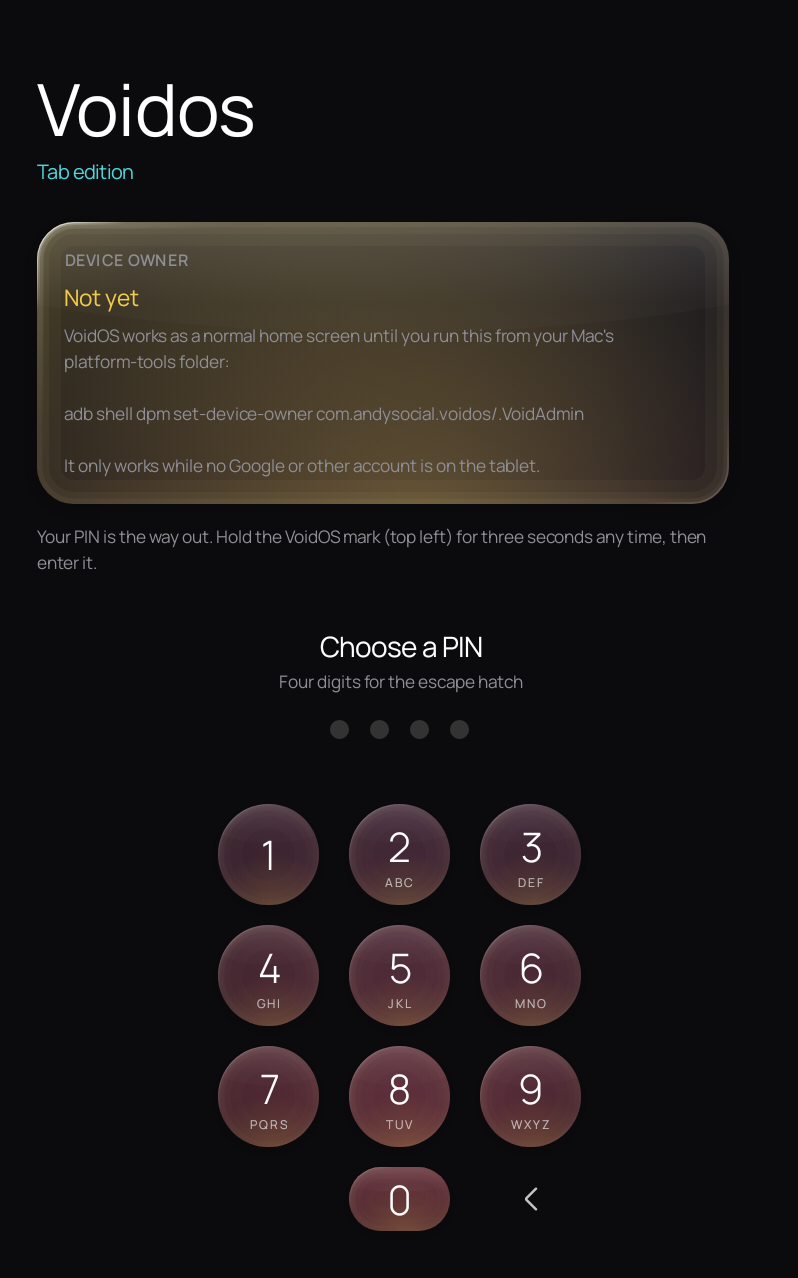 Voidos
Tab edition
DEVICE OWNER
Not yet
VoidOS works as a normal home screen until you run this from your Mac's
platform-tools folder:
adb shell dpm set-device-owner com.andysocial.voidos/.VoidAdmin
It only works while no Google or other account is on the tablet.
Your PIN is the way out. Hold the VoidOS mark (top left) for three seconds any time, then
enter it.
Choose a PIN
Four digits for the escape hatch
1 2 3
ABC DEF
4 5 6
GHI JKL MNO
7 8 9
PQRS TUV WXYZ
0